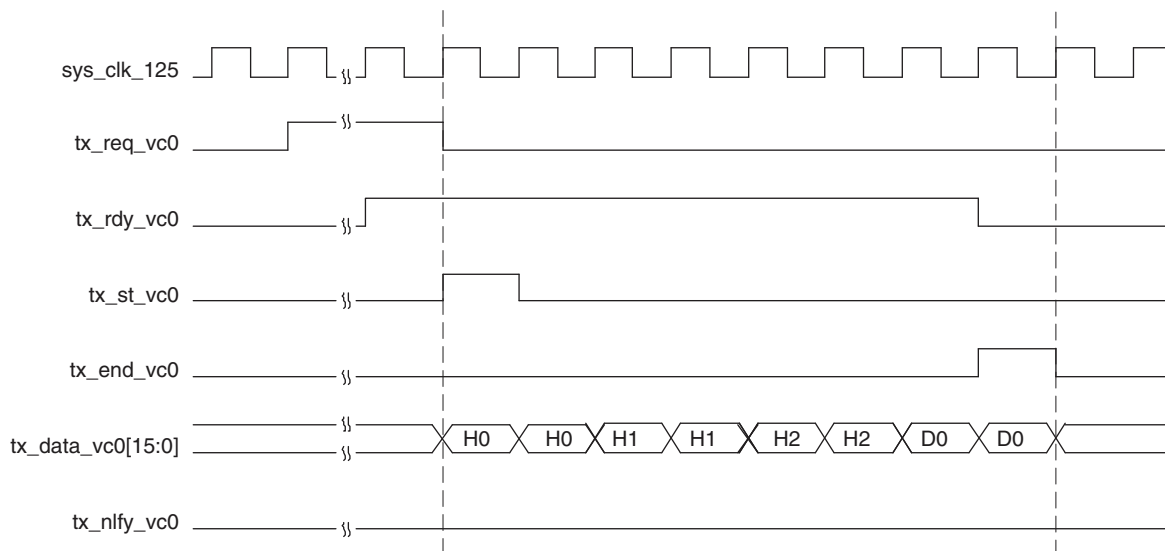 sys_clk_125
tx_req_vc0
tx_rdy_vc0
tx_st_vc0
tx_end_vc0
tx_data_vc0[15:0] H0 H0 H1 H1 H2 H2 D0 D0
tx_nlfy_vc0